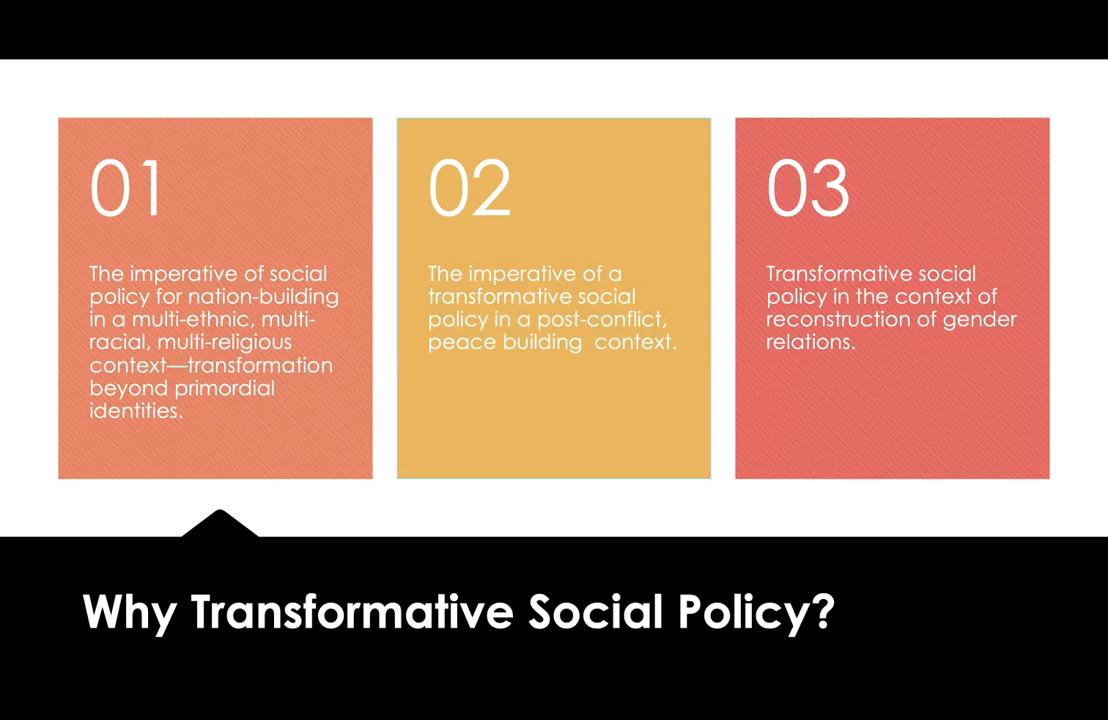 01
The imperative of social
policy for nation-building
in a multi-ethnic, multi-
racial, multi-religious
context—transformation
beyond primordial
identities.
02
The imperative of a
transformative social
policy in a post-conflict,
peace building  context.
03
Transformative social
policy in the context of
reconstruction of gender
relations.
Why Transformative Social Policy?